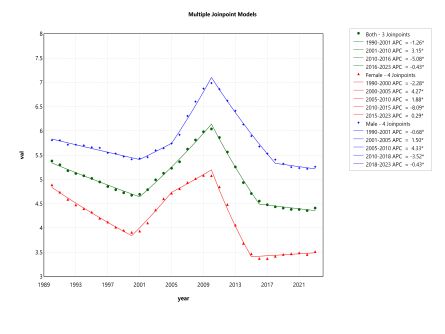 Multiple Joinpoint Models
8
7.5
7
6.5
6
5.5
5
4.5
4
3.5
3
val
1989
1993
1997
2001
2005
2009
2013
2017
2021
year
Both - 3 Joinpoints
1990-2001 APC = -1.26*
2001-2010 APC = 3.15*
2010-2016 APC = -5.08*
2016-2023 APC = -0.43*
Female - 4 Joinpoints
1990-2000 APC = -2.28*
2000-2005 APC = 4.27*
2005-2010 APC = 1.88*
2010-2015 APC = -8.09*
2015-2023 APC = 0.29*
Male - 4 Joinpoints
1990-2001 APC = -0.68*
2001-2005 APC = 1.50*
2005-2010 APC = 4.33*
2010-2018 APC = -3.52*
2018-2023 APC = -0.43*